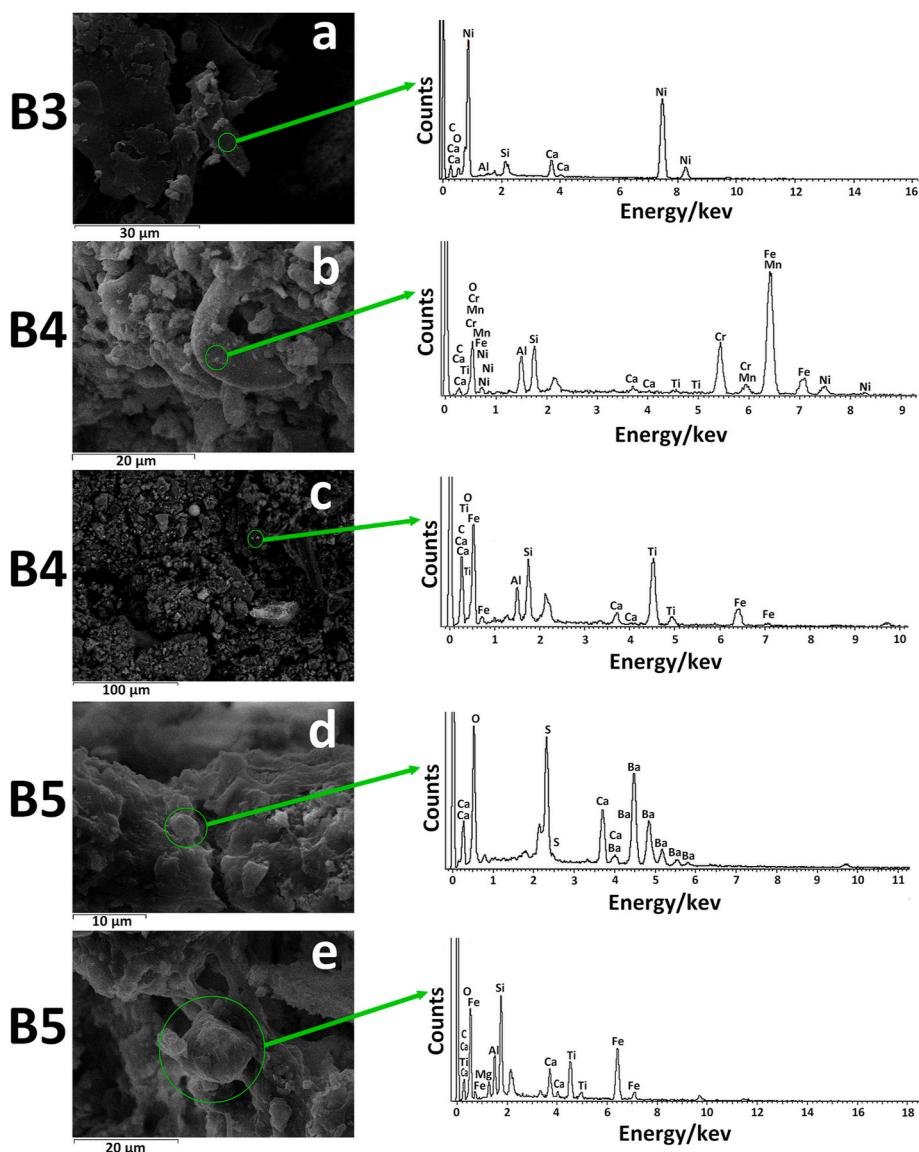 B3
a
30 µm
Counts
Ni
C
O
Ca
Ca
Al
Si
Ca
Ca
Ni
Ni
0 2 4 6 8 10 12 14 16
Energy/kev
B4
b
20 µm
Counts
O
Cr
Mn
Cr Mn
C Fe
Ca Ni
Ti Ni
Ca Ni
Al
Si
Ca
Ca
Ti
Ti
Cr
Cr
Mn
Fe
Mn
Fe
Ni
Ni
0 1 2 3 4 5 6 7 8 9
Energy/kev
B4
c
100 µm
Counts
O
Ti Fe
C
Ca
Ti
Fe
Al
Si
Ca
Ca
Ti
Ti
Fe
Fe
0 1 2 3 4 5 6 7 8 9 10
Energy/kev
B5
d
10 µm
Counts
Ca
Ca
O
S
S
Ca
Ca
Ba
Ba
Ba
Ba
Ba
Ba
Ba
0 1 2 3 4 5 6 7 8 9 10 11
Energy/kev
B5
e
20 µm
Counts
O
Fe
C
Ca
Ti
Ca
Fe
Mg
Al
Si
Ca
Ca
Ti
Ti
Fe
Fe
0 2 4 6 8 10 12 14 16 18
Energy/kev